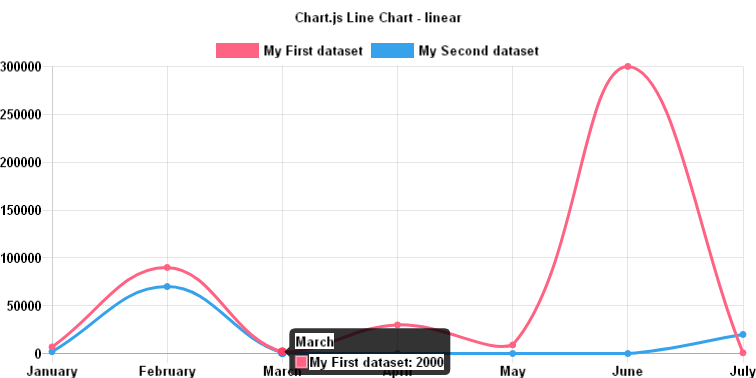 Chart.js Line Chart - linear
My First dataset My Second dataset
300000
250000
200000
150000
100000
50000
0
March
My First dataset: 2000
January February March April May June July